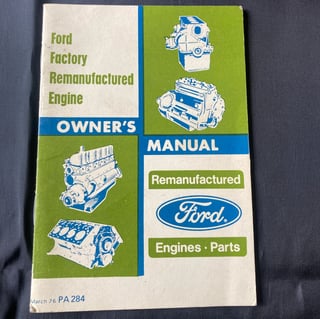 Ford
Factory
Remanufactured
Engine
OWNER'S MANUAL
Remanufactured
Ford
Engines · Parts
March 76 PA 284